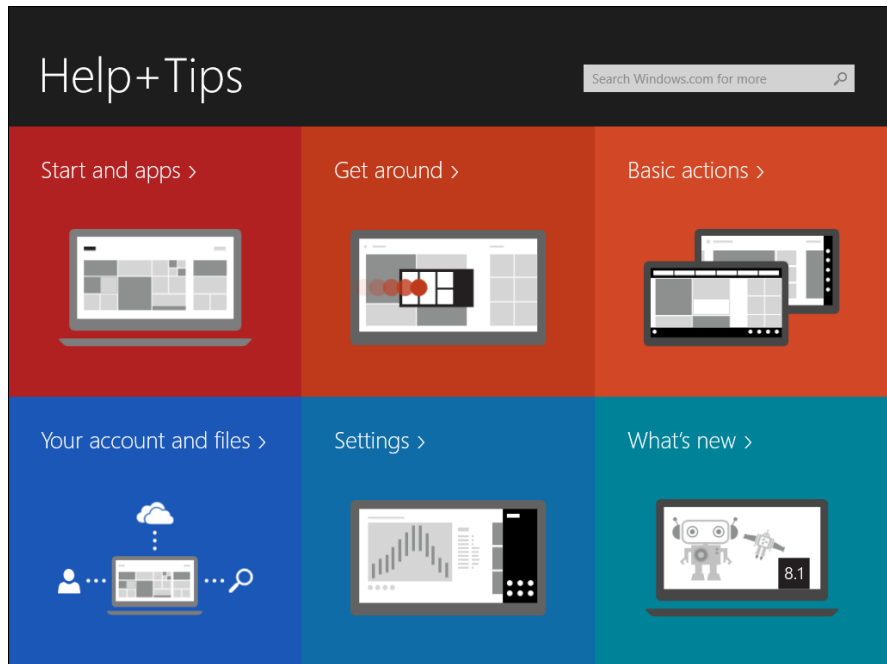 Help+Tips
Search Windows.com for more
Start and apps >
Get around >
Basic actions >
Your account and files >
Settings >
What's new >
8.1